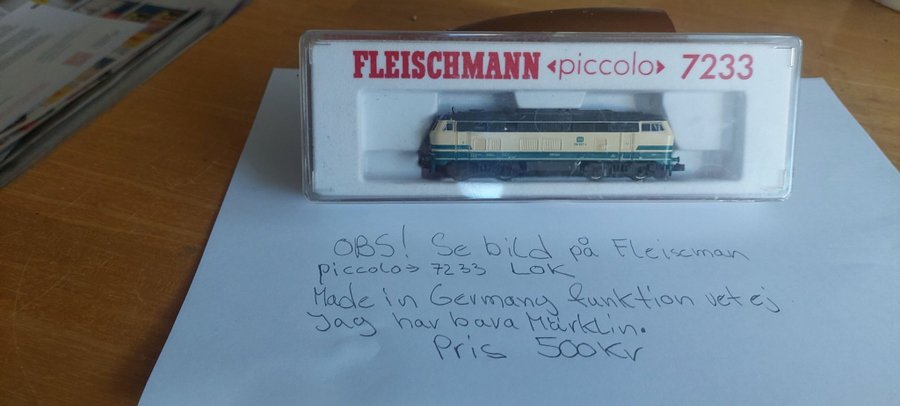 FLEISCHMANN <piccolo> 7233
OBS! Se bild på Fleiscman
piccolo> 7233 LOK
Made in Germany funktion vet ej
Jag har bara Märklin.
Pris 500Kr